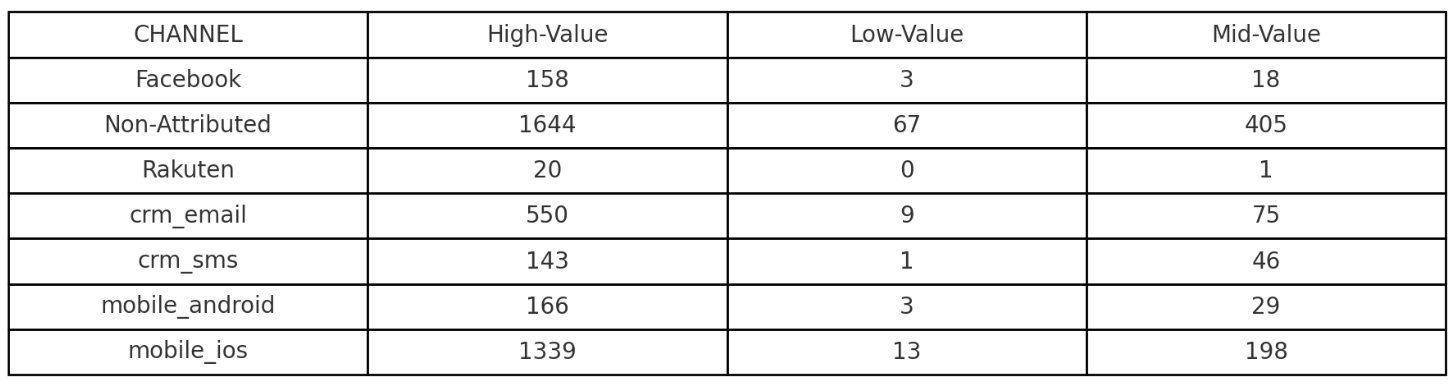 CHANNEL High-Value Low-Value Mid-Value
Facebook 158 3 18
Non-Attributed 1644 67 405
Rakuten 20 0 1
crm_email 550 9 75
crm_sms 143 1 46
mobile_android 166 3 29
mobile_ios 1339 13 198